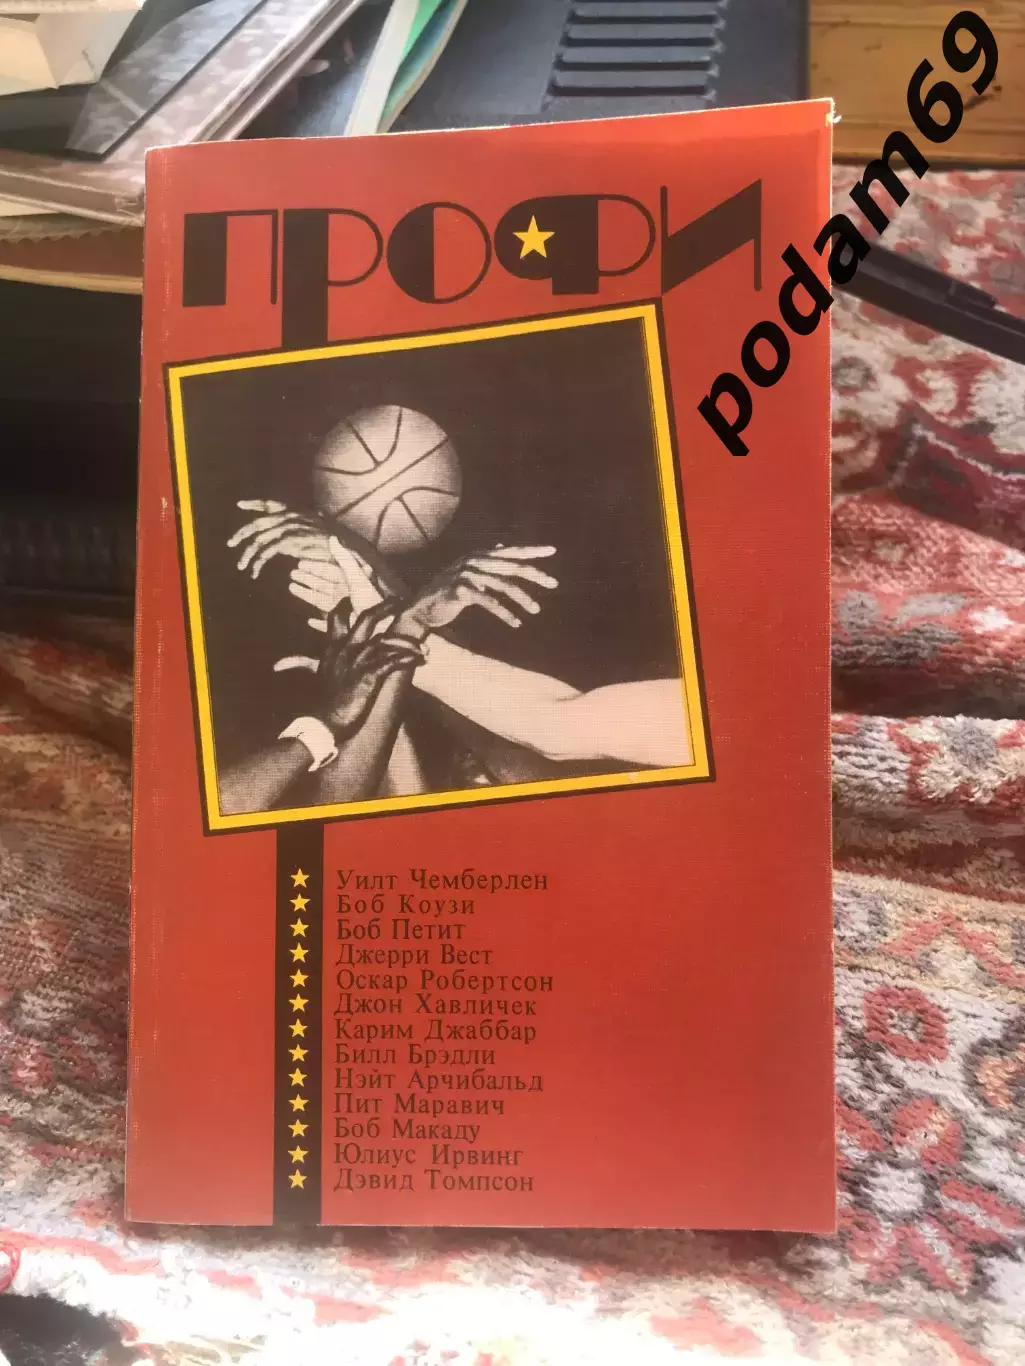 ПРОФИ
podam69
Уилт Чемберлен
Боб Коузи
Боб Петит
Джерри Вест
Оскар Робертсон
Джон Хавличек
Карим Джаббар
Билл Брэдли
Нэйт Арчибальд
Пит Маравич
Боб Макаду
Юлиус Ирвинг
Дэвид Томпсон